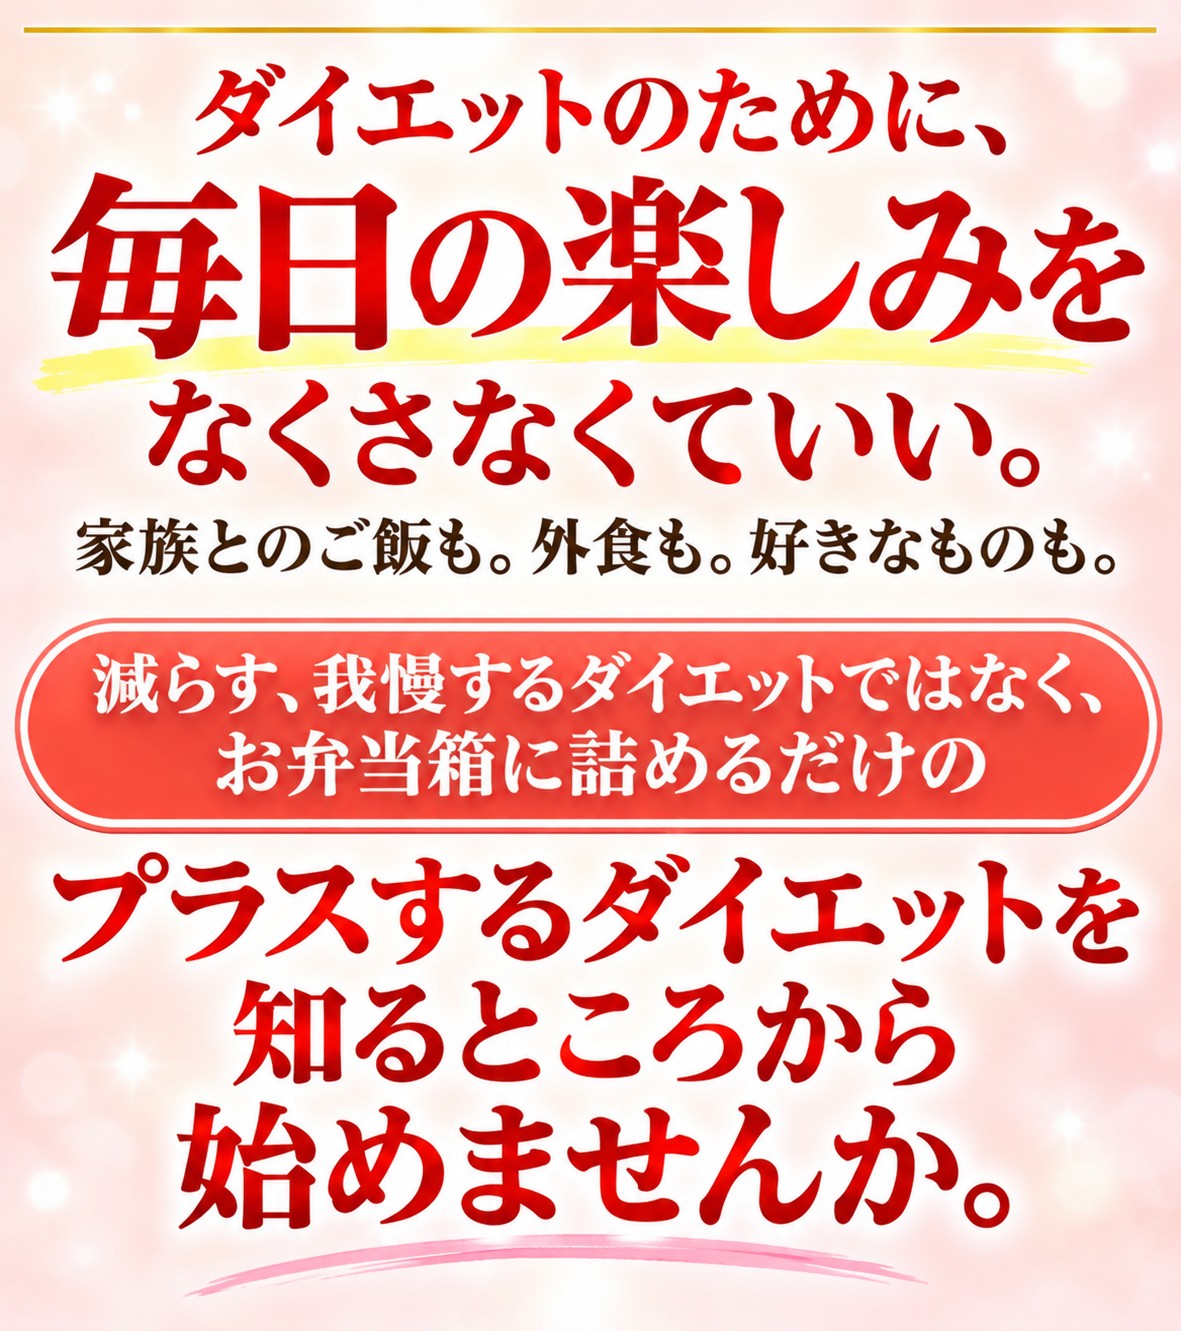 ダイエットのために、
毎日の楽しみを
なくさなくていい。
家族とのご飯も。外食も。好きなものも。
減らす、我慢するダイエットではなく、
お弁当箱に詰めるだけの
プラスするダイエットを
知るところから
始めませんか。